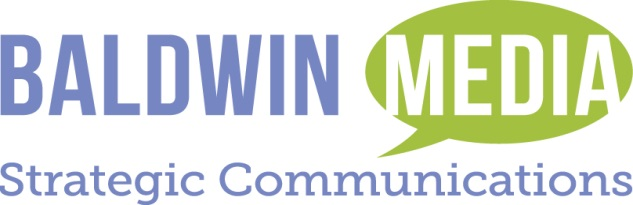 BALDWIN MEDIA
Strategic Communications